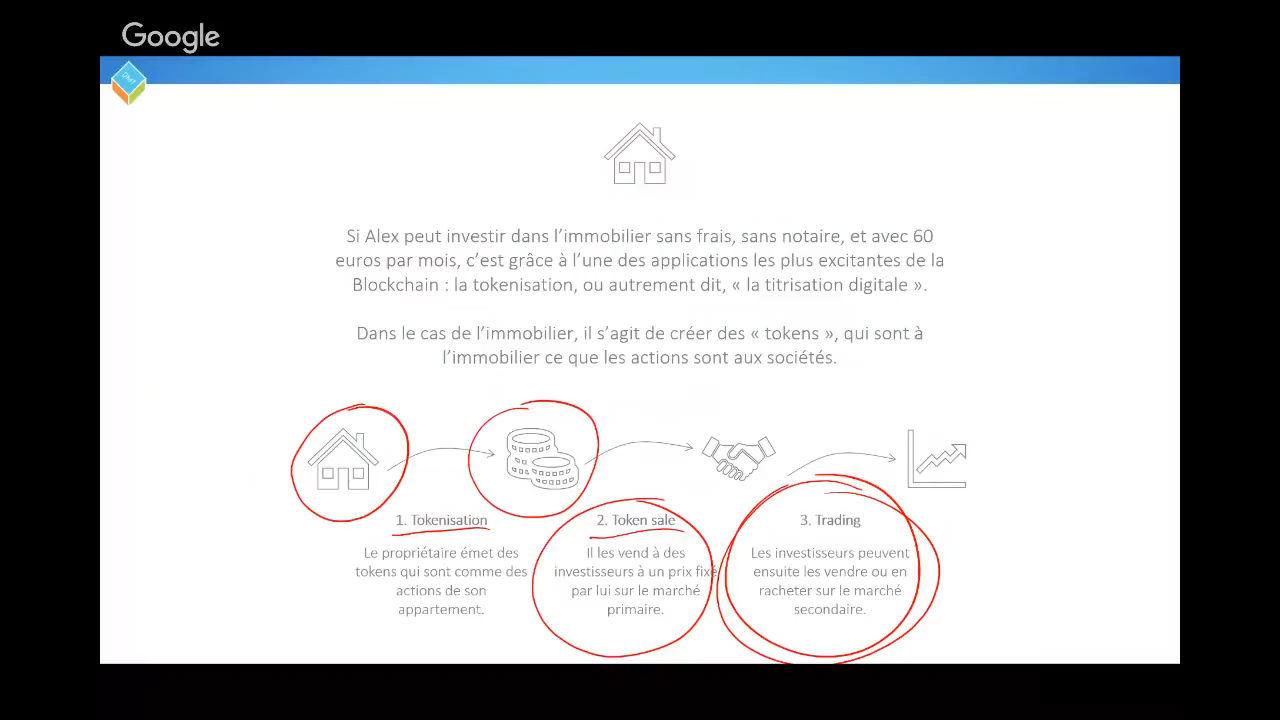 Google
Si Alex peut investir dans l’immobilier sans frais, sans notaire, et avec 60
euros par mois, c’est grâce à l’une des applications les plus excitantes de la
Blockchain : la tokenisation, ou autrement dit, « la titrisation digitale ».
Dans le cas de l’immobilier, il s’agit de créer des « tokens », qui sont à
l’immobilier ce que les actions sont aux sociétés.
1. Tokenisation
Le propriétaire émet des
tokens qui sont comme des
actions de son
appartement.
2. Token sale
Il les vend à des
investisseurs à un prix fixé
par lui sur le marché
primaire.
3. Trading
Les investisseurs peuvent
ensuite les vendre ou en
racheter sur le marché
secondaire.